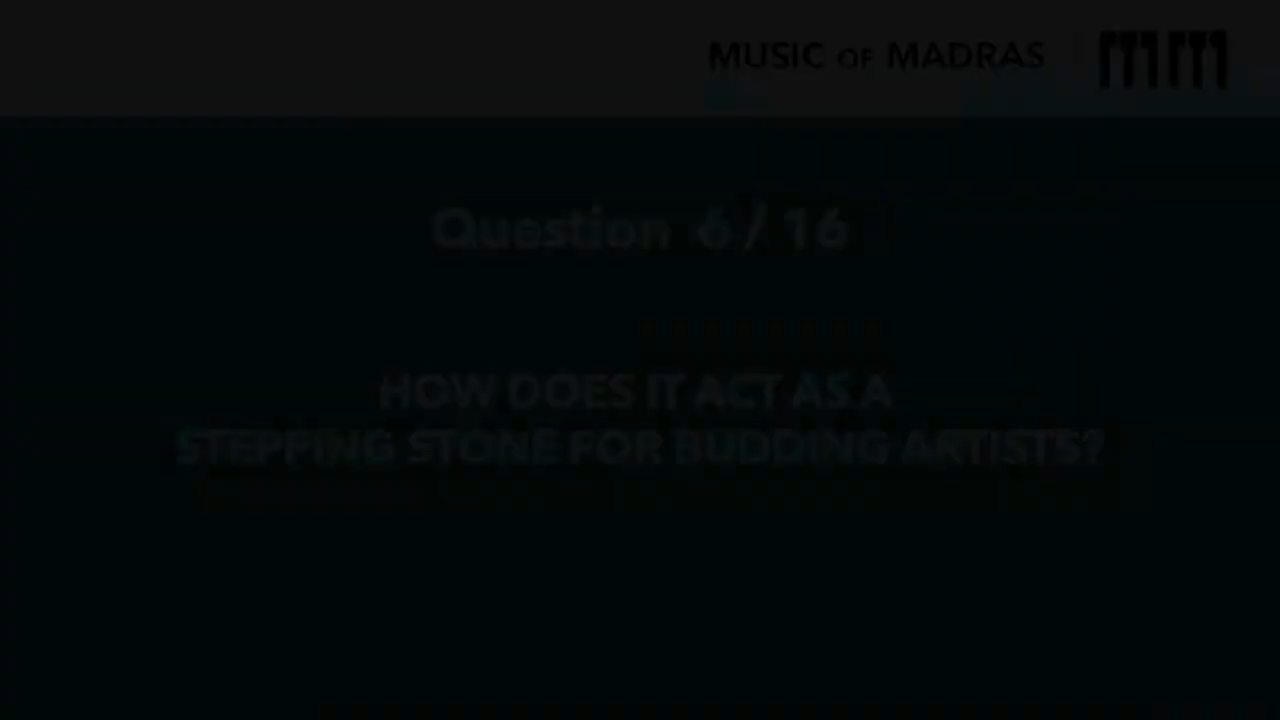 MUSIC OF MADRAS
Question 6 / 16
HOW DOES IT ACT AS A
STEPPING STONE FOR BUDDING ARTISTS?